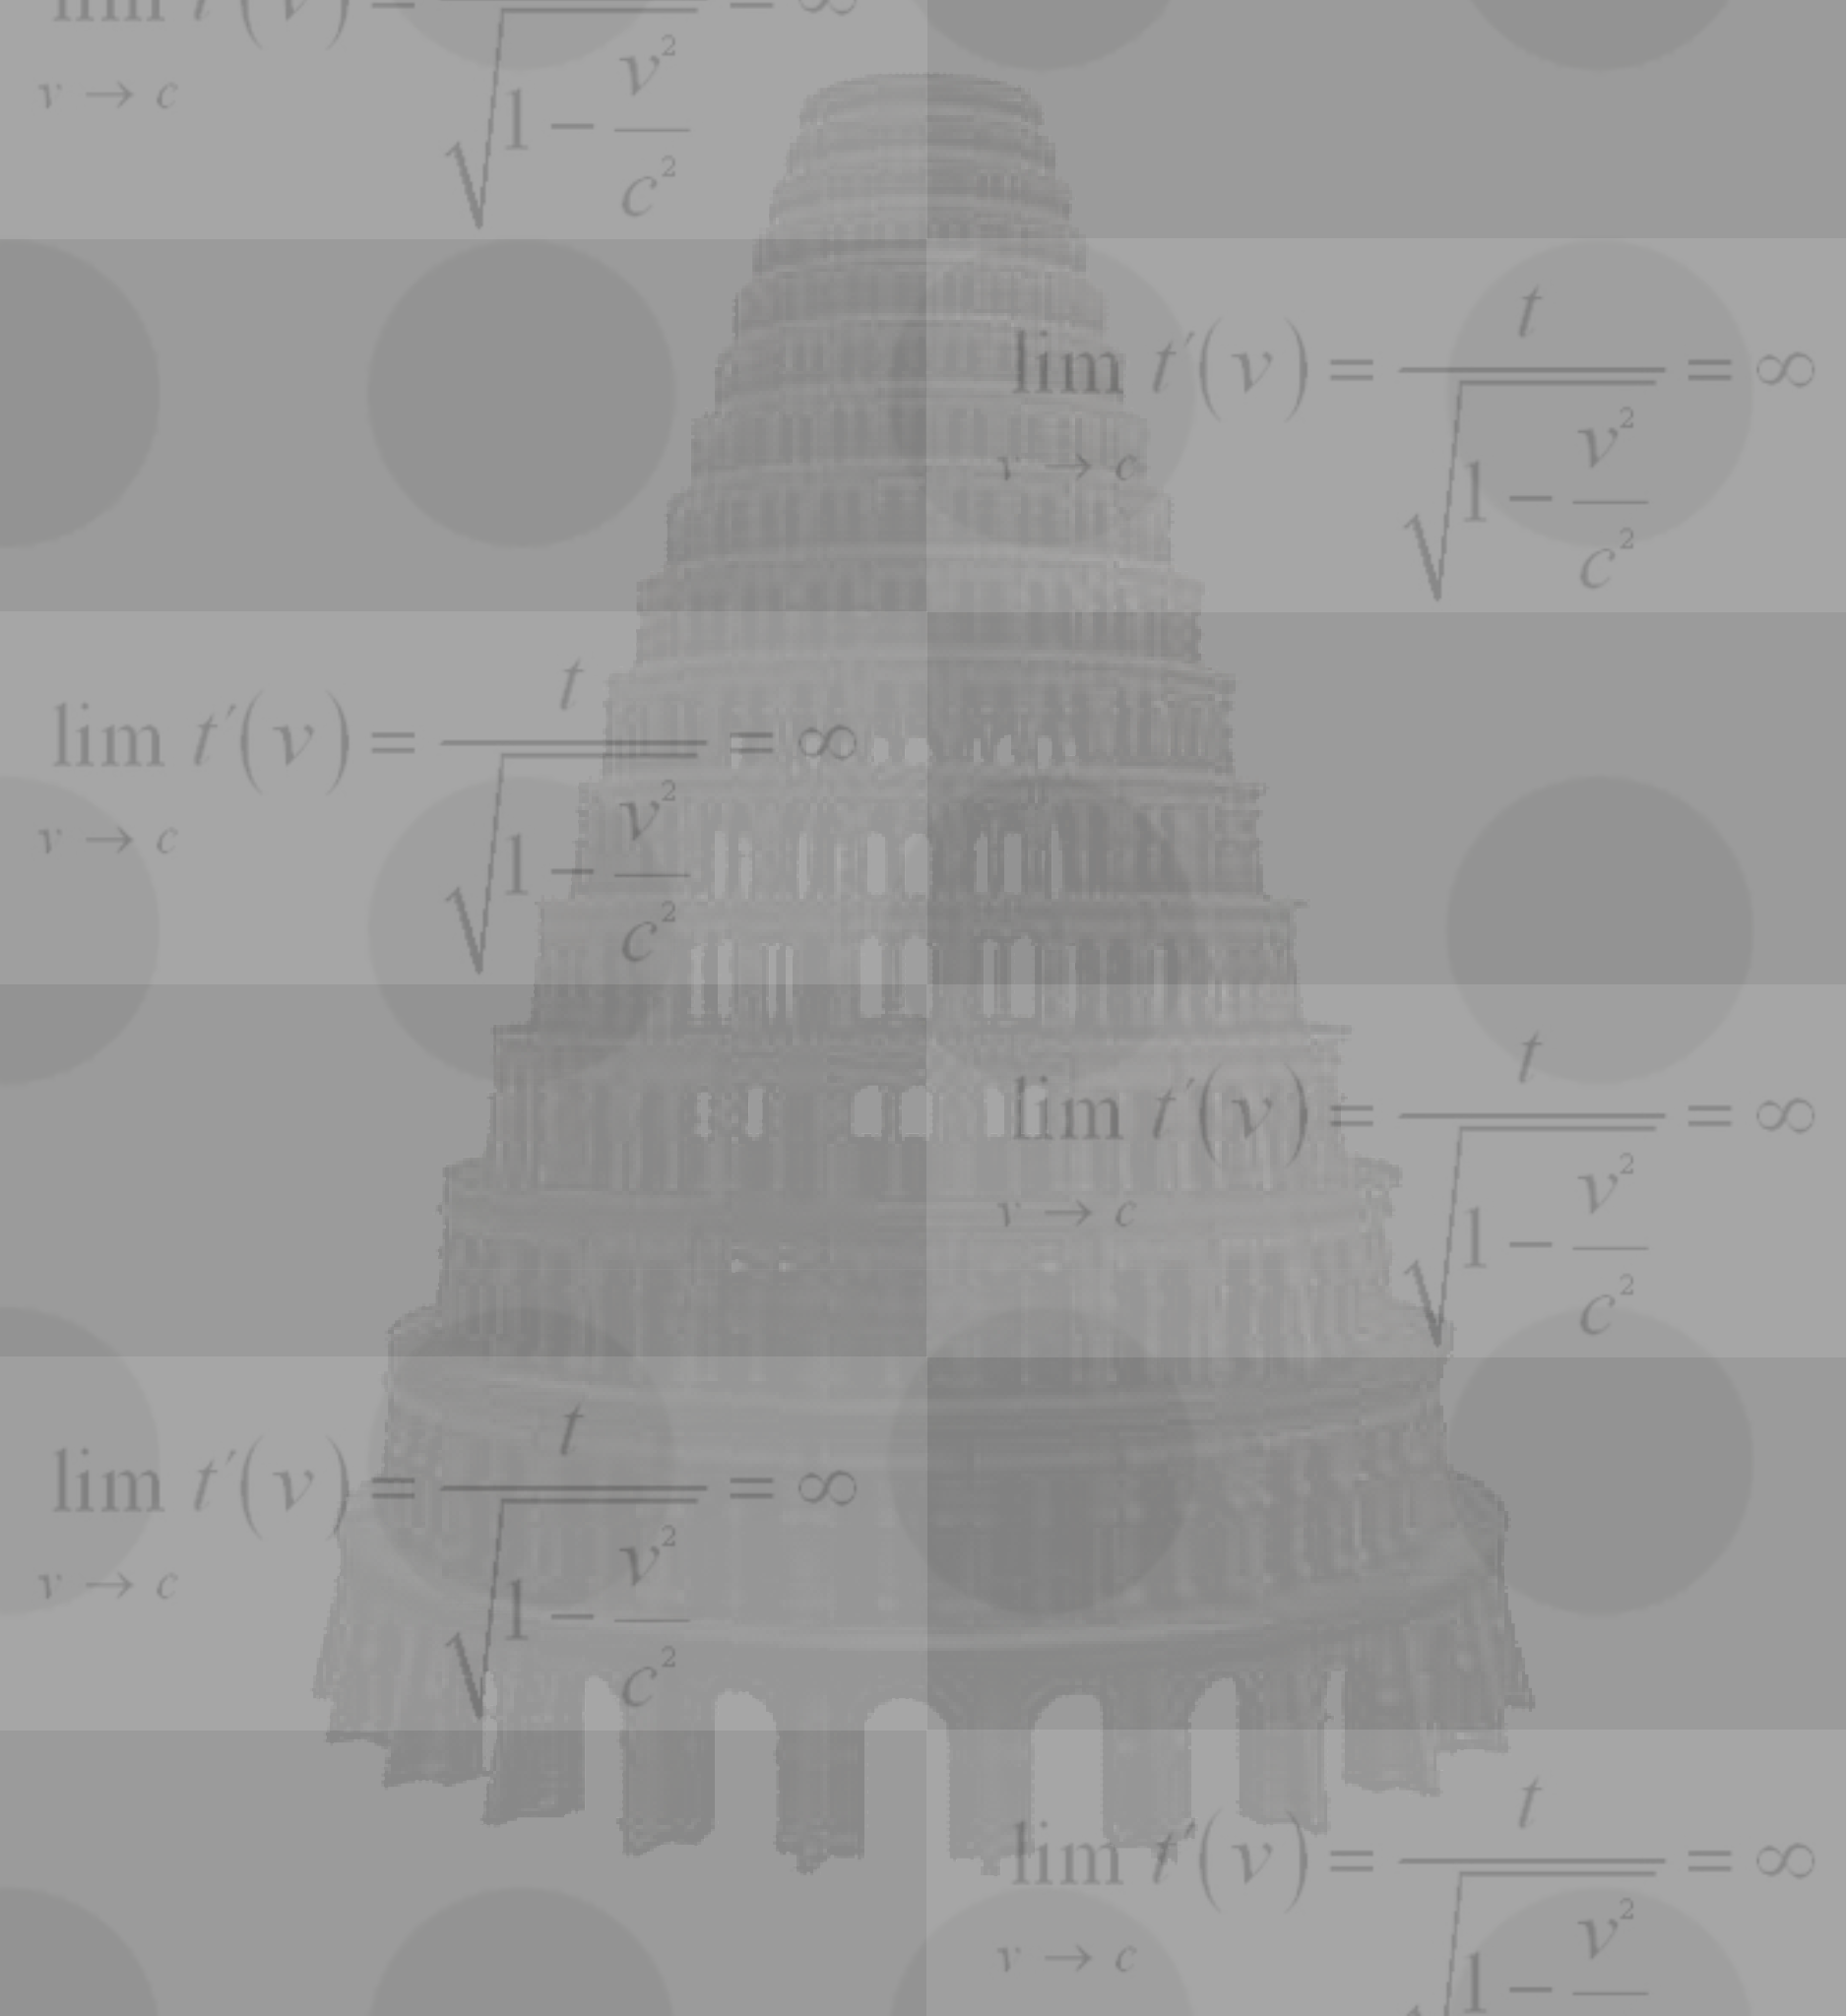 lim t′(v) = t / √(1 − v²/c²) = ∞
v → c
lim t′(v) = t / √(1 − v²/c²) = ∞
v → c
lim t′(v) = t / √(1 − v²/c²) = ∞
v → c
lim t′(v) = t / √(1 − v²/c²) = ∞
v → c
lim t′(v) = t / √(1 − v²/c²) = ∞
v → c
lim t′(v) = t / √(1 − v²
v → c